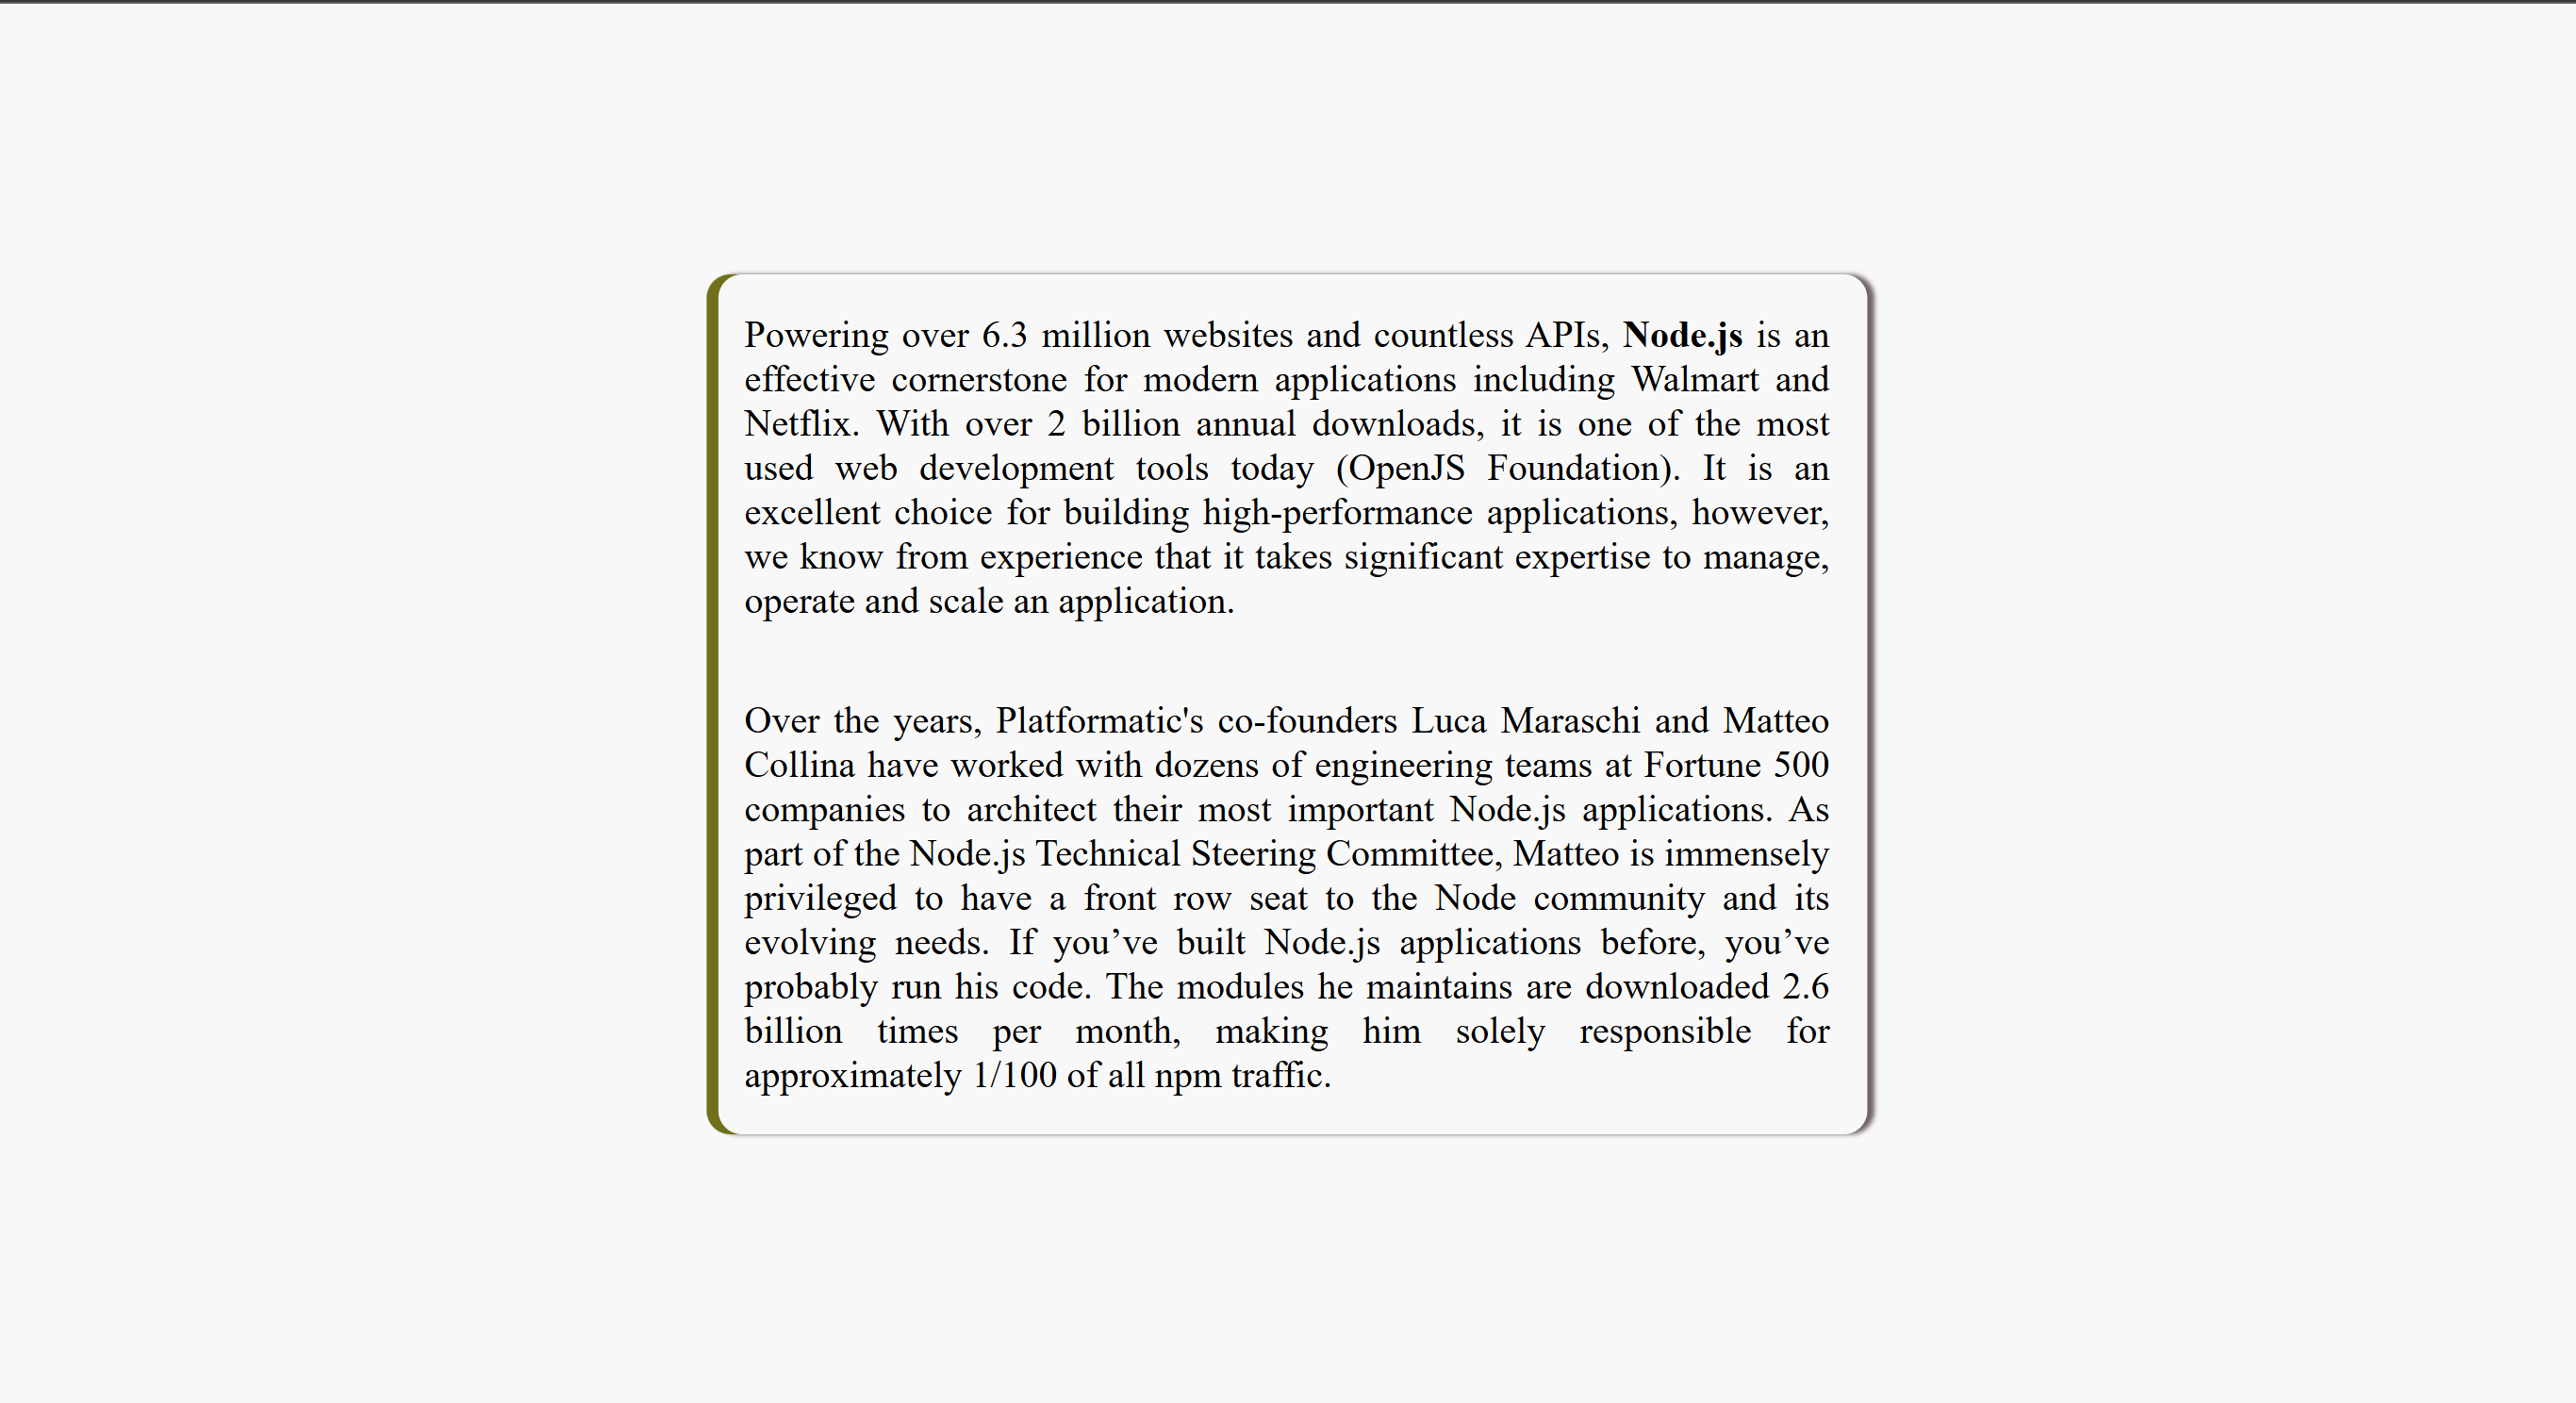 Powering over 6.3 million websites and countless APIs, Node.js is an
effective cornerstone for modern applications including Walmart and
Netflix. With over 2 billion annual downloads, it is one of the most
used web development tools today (OpenJS Foundation). It is an
excellent choice for building high-performance applications, however,
we know from experience that it takes significant expertise to manage,
operate and scale an application.
Over the years, Platformatic's co-founders Luca Maraschi and Matteo
Collina have worked with dozens of engineering teams at Fortune 500
companies to architect their most important Node.js applications. As
part of the Node.js Technical Steering Committee, Matteo is immensely
privileged to have a front row seat to the Node community and its
evolving needs. If you’ve built Node.js applications before, you’ve
probably run his code. The modules he maintains are downloaded 2.6
billion times per month, making him solely responsible for
approximately 1/100 of all npm traffic.